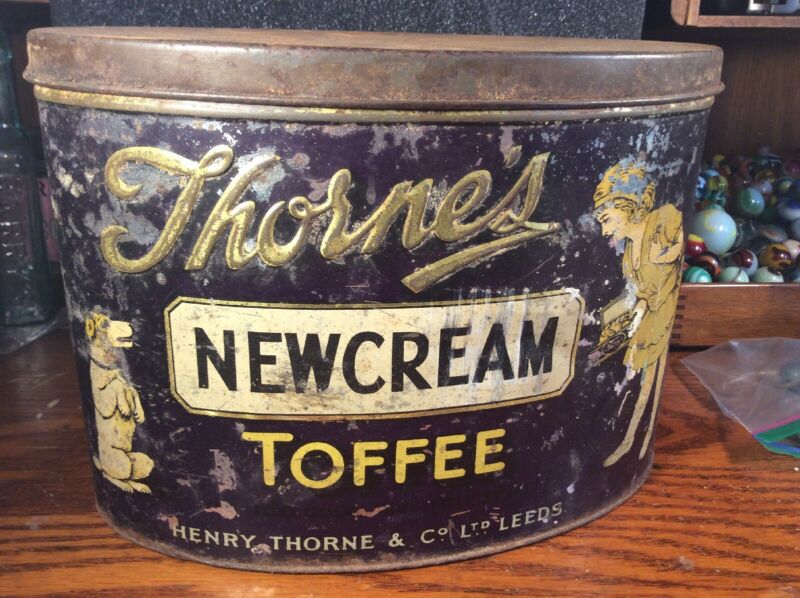 Thorne's
NEWCREAM
TOFFEE
HENRY THORNE & Co LTD LEEDS